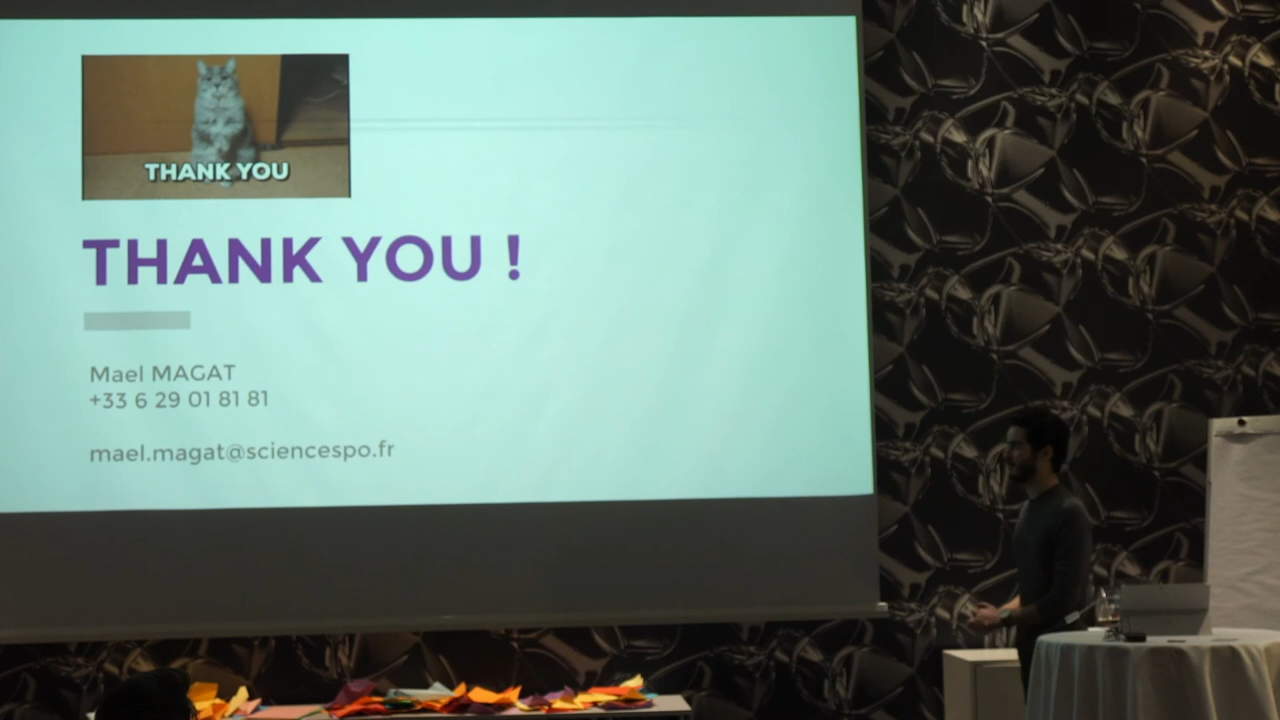 THANK YOU
THANK YOU !
Mael MAGAT
+33 6 29 01 81 81
mael.magat@sciencespo.fr